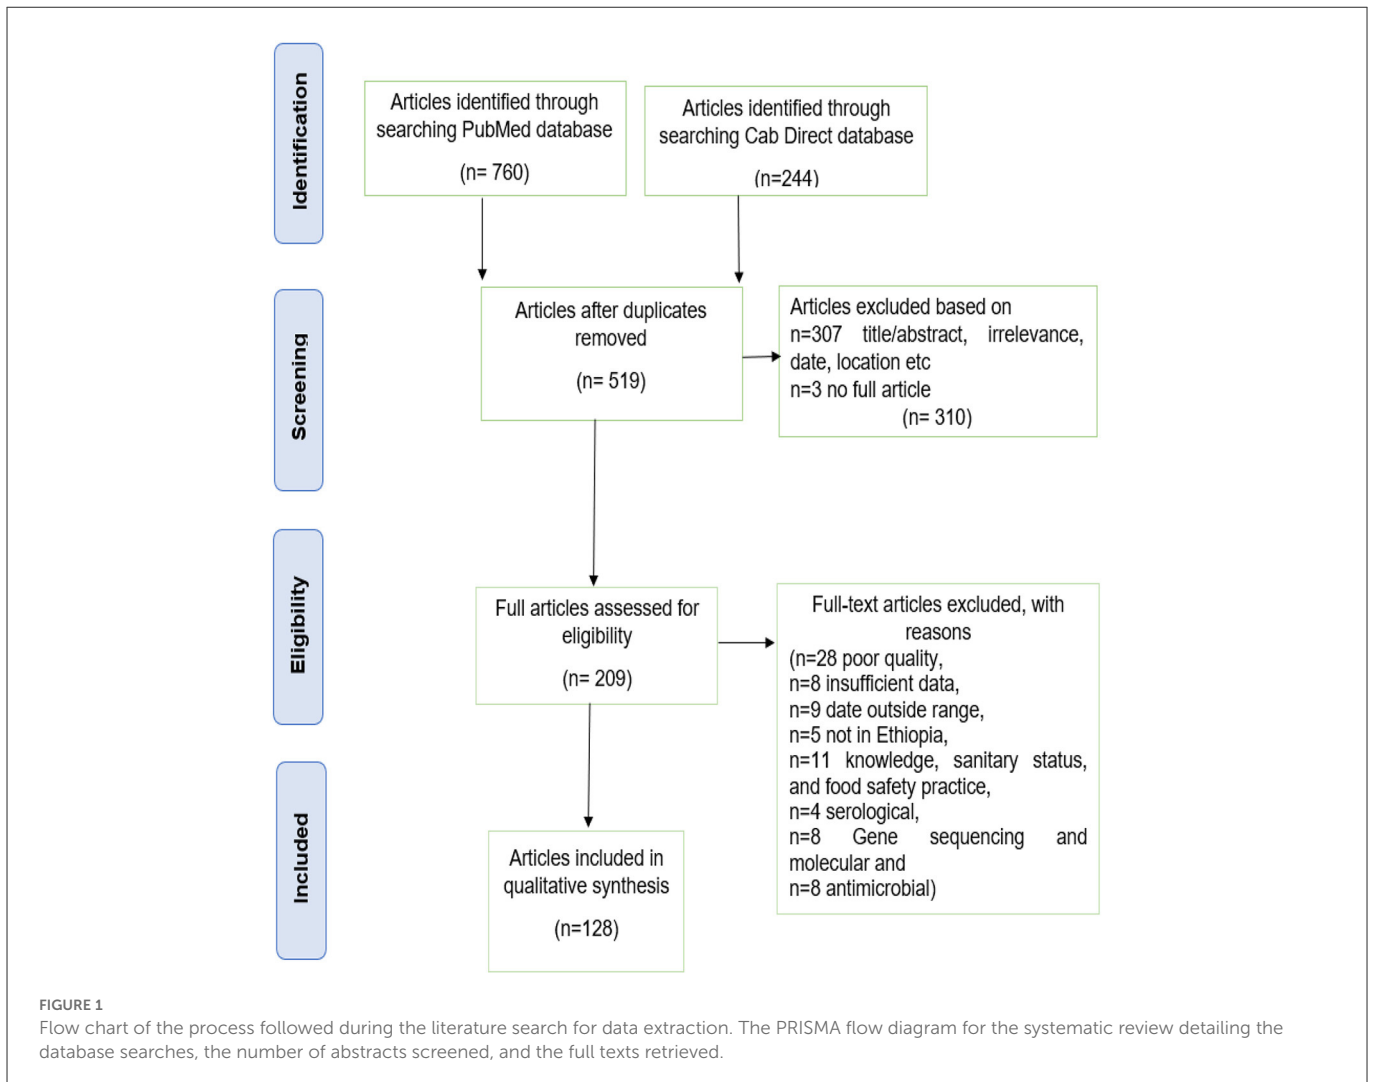 Identification
Articles identified through
searching PubMed database
(n= 760)
Articles identified through
searching Cab Direct database
(n=244)
Screening
Articles after duplicates
removed
(n= 519)
Articles excluded based on
n=307 title/abstract, irrelevance,
date, location etc
n=3 no full article
(n= 310)
Eligibility
Full articles assessed for
eligibility
(n= 209)
Full-text articles excluded, with
reasons
(n=28 poor quality,
n=8 insufficient data,
n=9 date outside range,
n=5 not in Ethiopia,
n=11 knowledge, sanitary status,
and food safety practice,
n=4 serological,
n=8 Gene sequencing and
molecular and
n=8 antimicrobial)
Included
Articles included in
qualitative synthesis
(n=128)
FIGURE 1
Flow chart of the process followed during the literature search for data extraction. The PRISMA flow diagram for the systematic review detailing the
database searches, the number of abstracts screened, and the full texts retrieved.